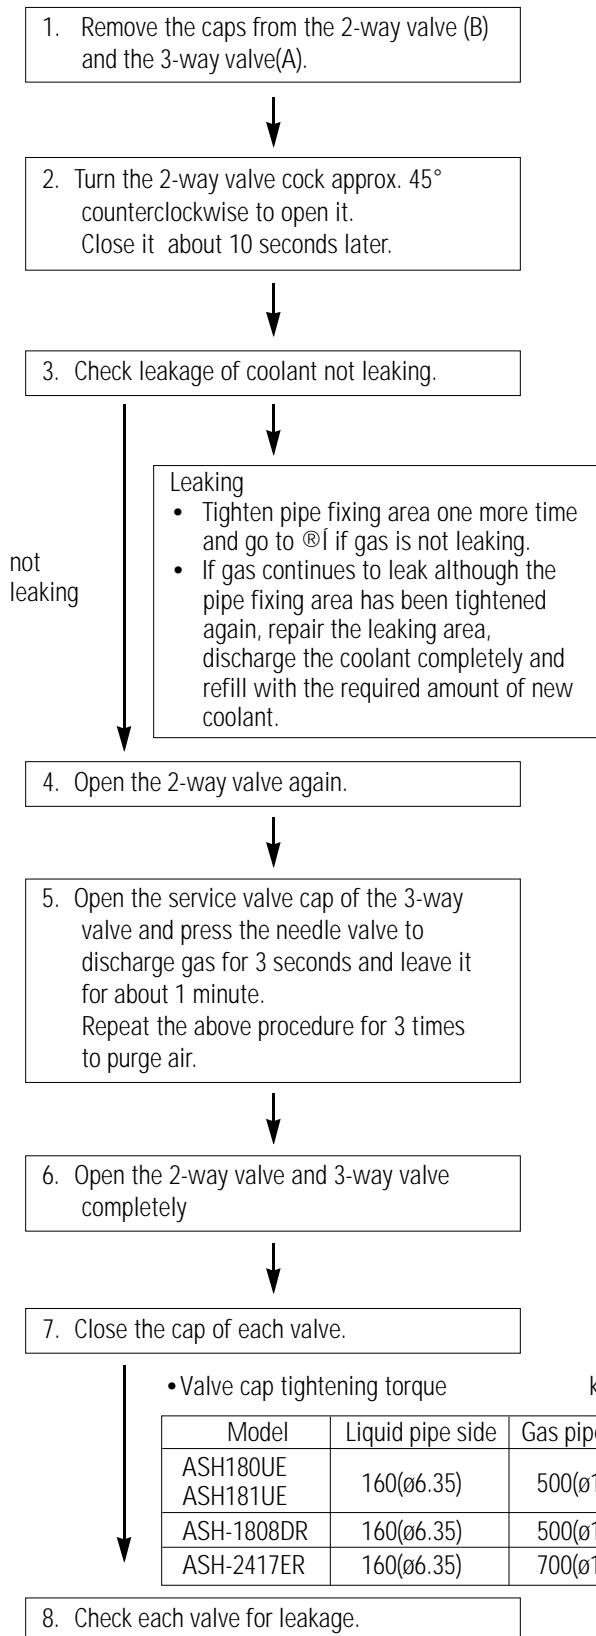 1. Remove the caps from the 2-way valve (B)
and the 3-way valve(A).
2. Turn the 2-way valve cock approx. 45°
counterclockwise to open it.
Close it about 10 seconds later.
3. Check leakage of coolant not leaking.
Leaking
• Tighten pipe fixing area one more time
and go to ®Í if gas is not leaking.
• If gas continues to leak although the
pipe fixing area has been tightened
again, repair the leaking area,
discharge the coolant completely and
refill with the required amount of new
coolant.
not
leaking
4. Open the 2-way valve again.
5. Open the service valve cap of the 3-way
valve and press the needle valve to
discharge gas for 3 seconds and leave it
for about 1 minute.
Repeat the above procedure for 3 times
to purge air.
6. Open the 2-way valve and 3-way valve
completely
7. Close the cap of each valve.
• Valve cap tightening torque k
Model Liquid pipe side Gas pip
ASH180UE
ASH181UE 160(ø6.35) 500(ø1
ASH-1808DR 160(ø6.35) 500(ø1
ASH-2417ER 160(ø6.35) 700(ø1
8. Check each valve for leakage.